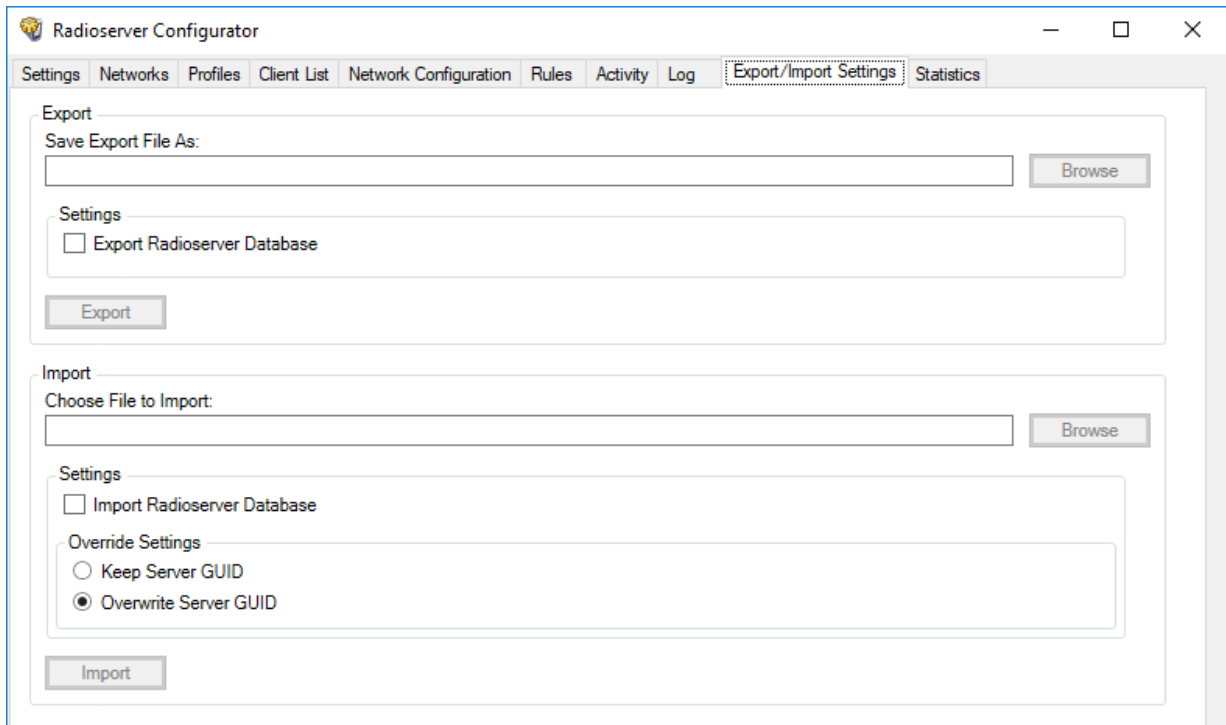 Radioserver Configurator
Settings Networks Profiles Client List Network Configuration Rules Activity Log Export/Import Settings Statistics
Export
Save Export File As:
Browse
Settings
Export Radioserver Database
Export
Import
Choose File to Import:
Browse
Settings
Import Radioserver Database
Override Settings
Keep Server GUID
Overwrite Server GUID
Import